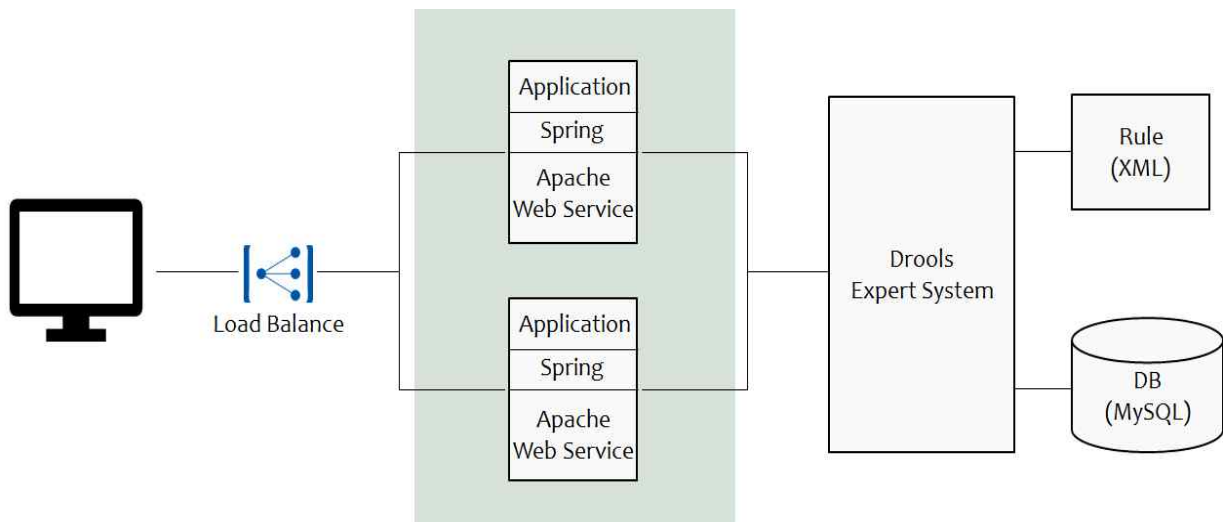 Application
Spring
Apache
Web Service
Load Balance
Application
Spring
Apache
Web Service
Drools
Expert System
Rule
(XML)
DB
(MySQL)